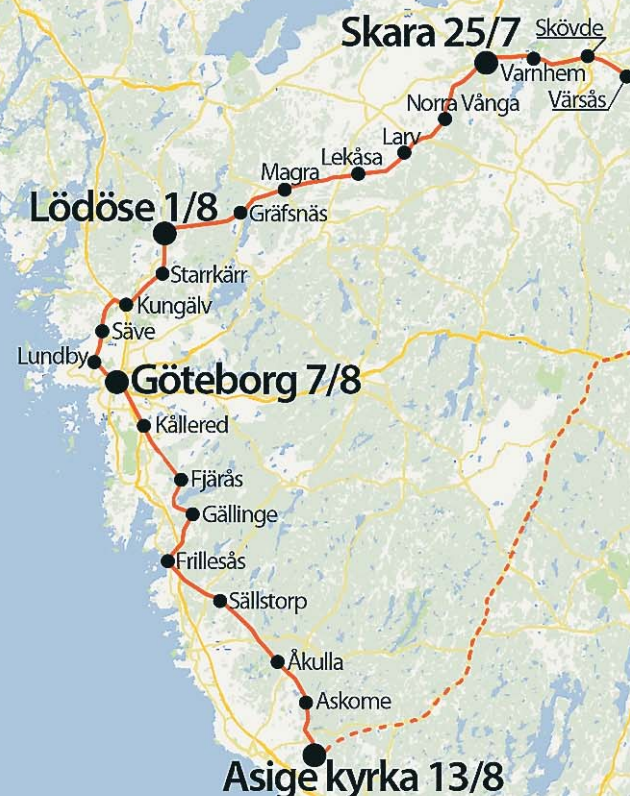 Skövde
Skara 25/7
Varnhem
Värsås
Norra Vånga
Larv
Lekåsa
Magra
Gräfsnäs
Lödöse 1/8
Starrkärr
Kungälv
Säve
Lundby
Göteborg 7/8
Kållered
Fjärås
Gällinge
Frillesås
Sällstorp
Åkulla
Askome
Asige kyrka 13/8